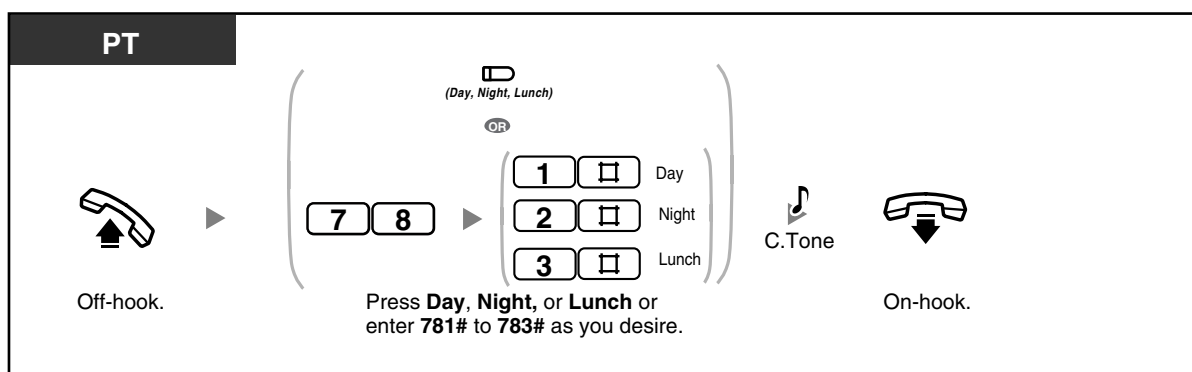 PT
(Day, Night, Lunch)
OR
1 # Day
7 8
2 # Night
3 # Lunch
C.Tone
Off-hook.
Press Day, Night, or Lunch or
enter 781# to 783# as you desire.
On-hook.